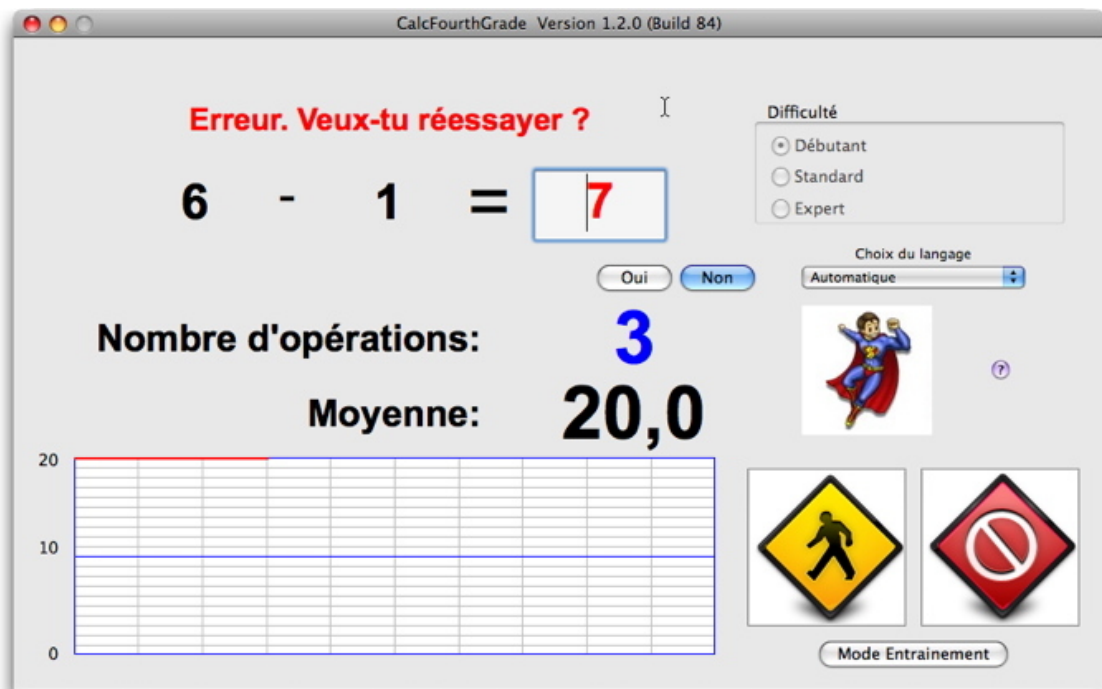 CalcFourthGrade Version 1.2.0 (Build 84)
Erreur. Veux-tu réessayer ?
6 - 1 = 7
Difficulté
Débutant
Standard
Expert
Oui Non
Choix du langage
Automatique
Nombre d'opérations: 3
?
Moyenne: 20,0
20
10
0
Mode Entrainement